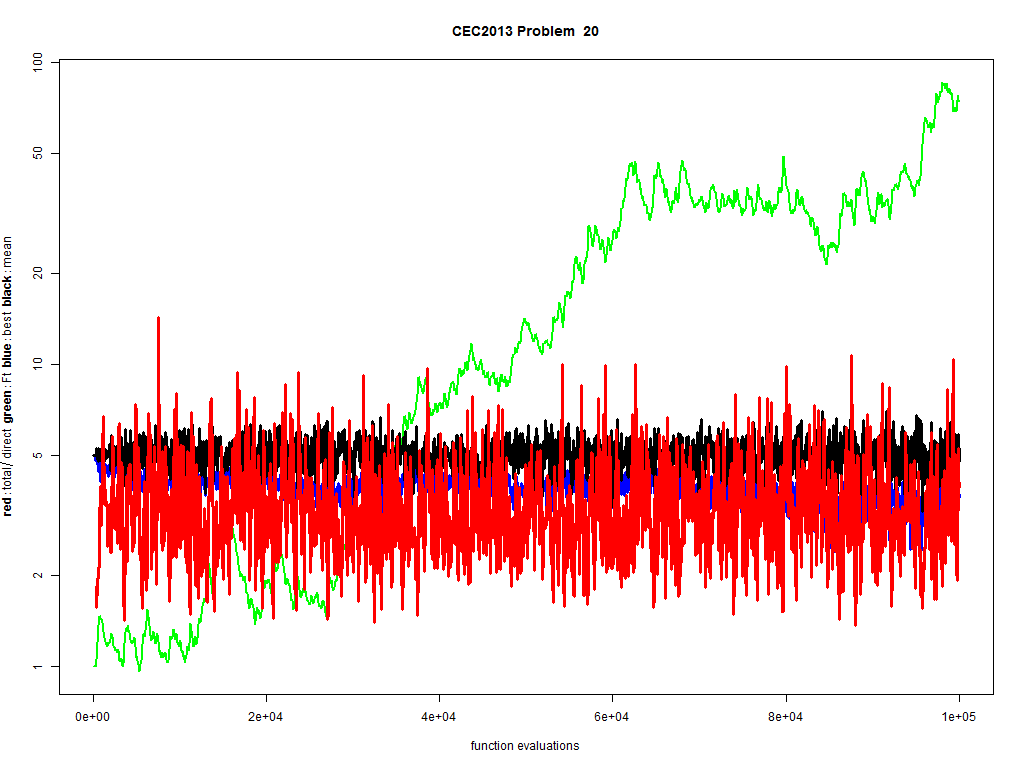 CEC2013 Problem  20
red : total/ direct  green : Ft  blue : best  black : mean
100
50
20
10
5
2
1
0e+00
2e+04
4e+04
6e+04
8e+04
1e+05
function evaluations